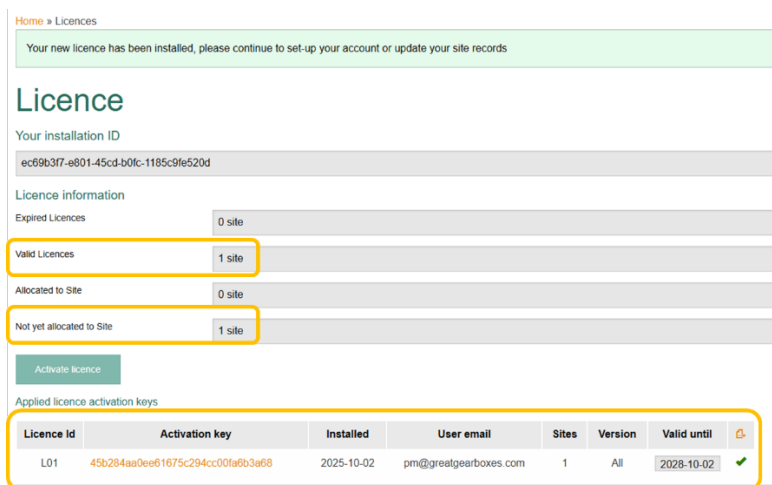 Home » Licences
Your new licence has been installed, please continue to set-up your account or update your site records
Licence
Your installation ID
ec69b3f7-e801-45cd-b0fc-1185c9fe520d
Licence information
Expired Licences 0 site
Valid Licences 1 site
Allocated to Site 0 site
Not yet allocated to Site 1 site
Activate licence
Applied licence activation keys
Licence Id Activation key Installed User email Sites Version Valid until
L01 45b284aa0ee61675c294cc00fa6b3a68 2025-10-02 pm@greatgearboxes.com 1 All 2028-10-02